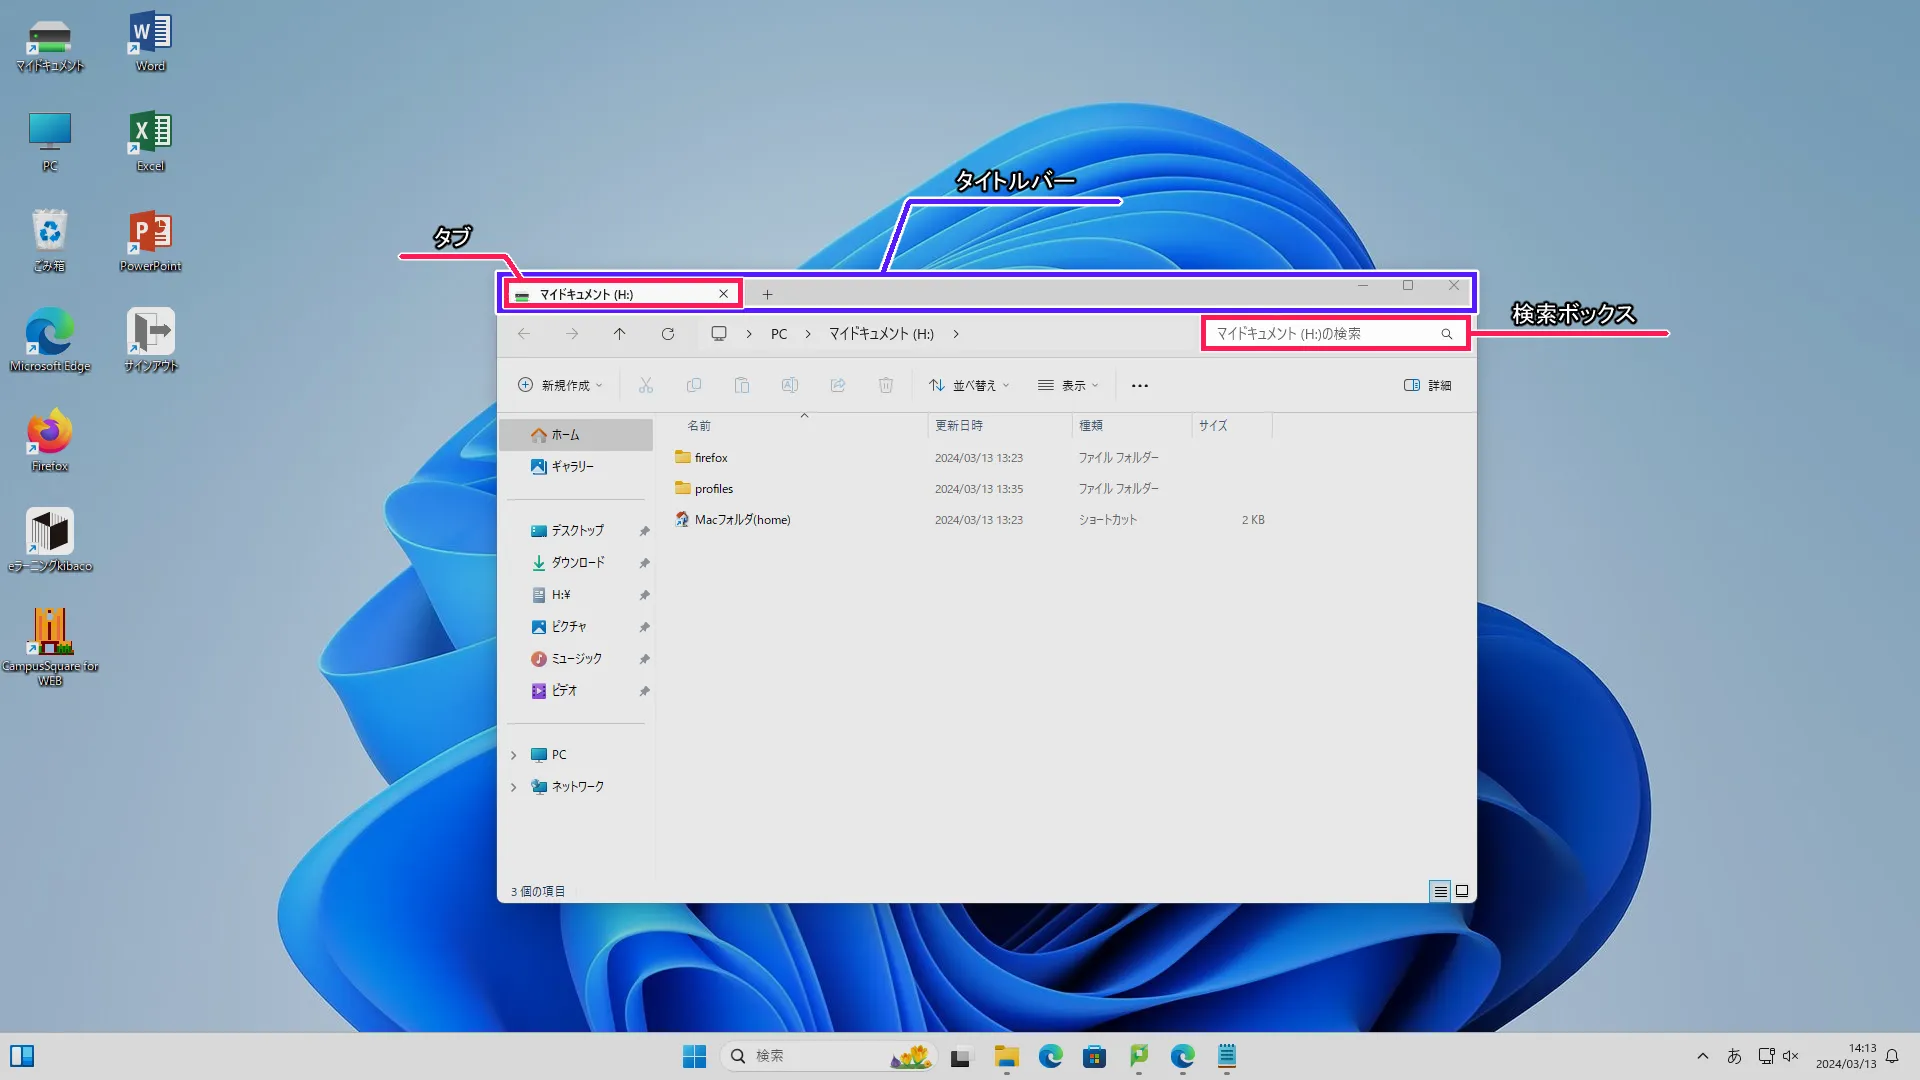 マイドキュメント
Word
PC
Excel
ごみ箱
PowerPoint
Microsoft Edge
サインアウト
Firefox
eラーニングkibaco
CampusSquare for
WEB
タイトルバー
タブ
検索ボックス
マイドキュメント (H:)
PC
マイドキュメント (H:)
マイドキュメント (H:)の検索
新規作成
並べ替え
表示
詳細
ホーム
ギャラリー
デスクトップ
ダウンロード
H:¥
ピクチャ
ミュージック
ビデオ
PC
ネットワーク
名前 更新日時 種類 サイズ
firefox 2024/03/13 13:23 ファイル フォルダー
profiles 2024/03/13 13:35 ファイル フォルダー
Macフォルダ(home) 2024/03/13 13:23 ショートカット 2 KB
3 個の項目
検索
あ
14:13
2024/03/13